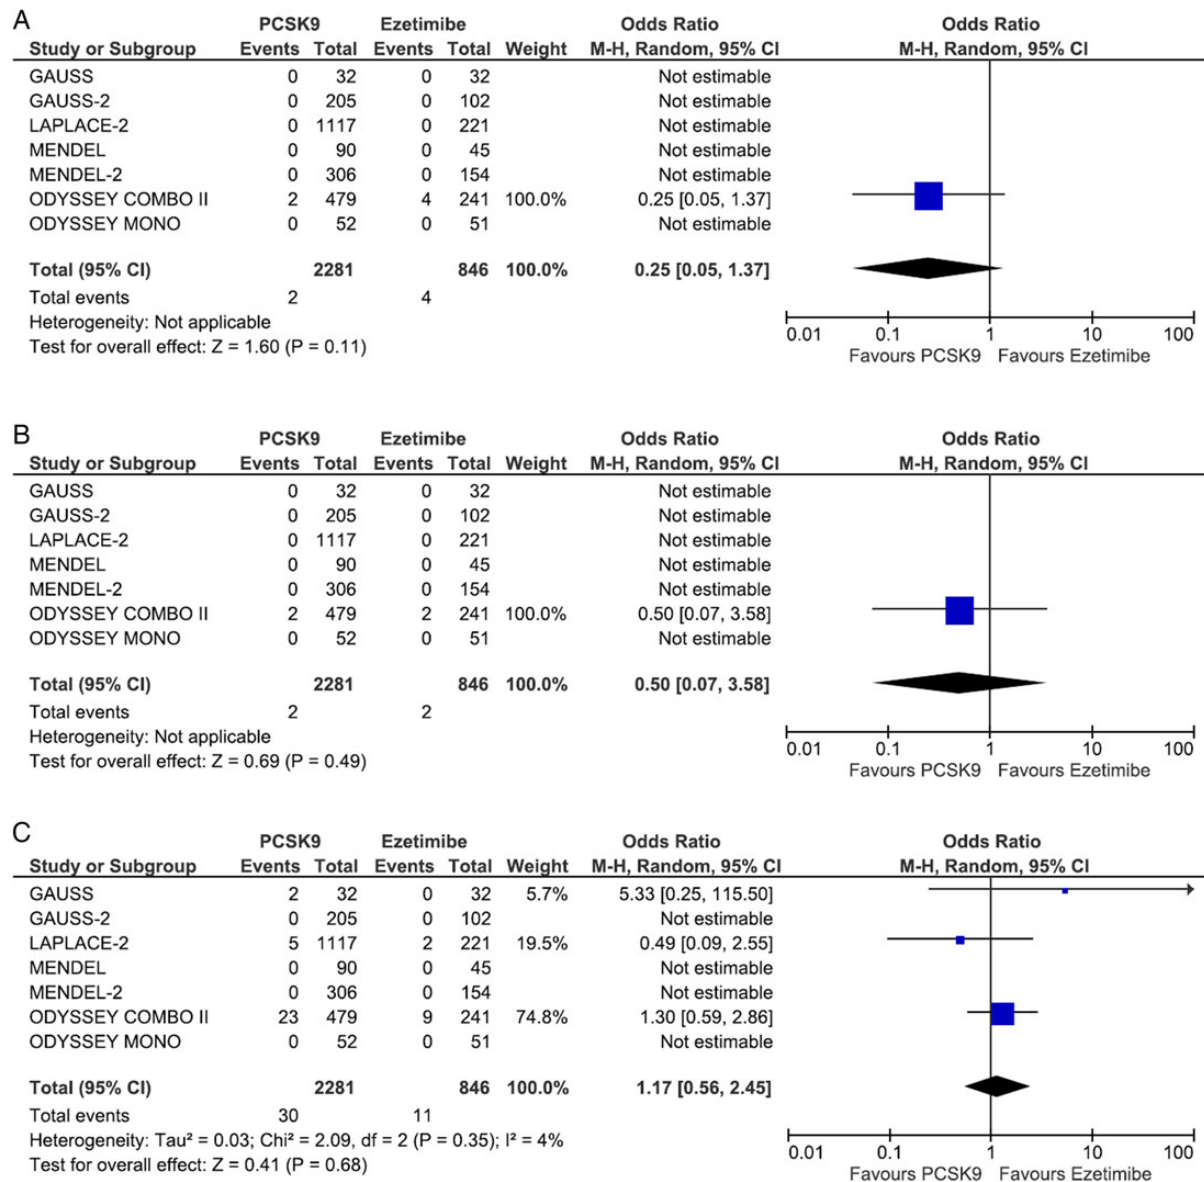 A
PCSK9 Ezetimibe Odds Ratio Odds Ratio
Study or Subgroup Events Total Events Total Weight M-H, Random, 95% CI M-H, Random, 95% CI
GAUSS 0 32 0 32 Not estimable
GAUSS-2 0 205 0 102 Not estimable
LAPLACE-2 0 1117 0 221 Not estimable
MENDEL 0 90 0 45 Not estimable
MENDEL-2 0 306 0 154 Not estimable
ODYSSEY COMBO II 2 479 4 241 100.0% 0.25 [0.05, 1.37]
ODYSSEY MONO 0 52 0 51 Not estimable
Total (95% CI) 2281 846 100.0% 0.25 [0.05, 1.37]
Total events 2 4
Heterogeneity: Not applicable
Test for overall effect: Z = 1.60 (P = 0.11)
0.01 0.1 1 10 100
Favours PCSK9 Favours Ezetimibe
B
PCSK9 Ezetimibe Odds Ratio Odds Ratio
Study or Subgroup Events Total Events Total Weight M-H, Random, 95% CI M-H, Random, 95% CI
GAUSS 0 32 0 32 Not estimable
GAUSS-2 0 205 0 102 Not estimable
LAPLACE-2 0 1117 0 221 Not estimable
MENDEL 0 90 0 45 Not estimable
MENDEL-2 0 306 0 154 Not estimable
ODYSSEY COMBO II 2 479 2 241 100.0% 0.50 [0.07, 3.58]
ODYSSEY MONO 0 52 0 51 Not estimable
Total (95% CI) 2281 846 100.0% 0.50 [0.07, 3.58]
Total events 2 2
Heterogeneity: Not applicable
Test for overall effect: Z = 0.69 (P = 0.49)
0.01 0.1 1 10 100
Favours PCSK9 Favours Ezetimibe
C
PCSK9 Ezetimibe Odds Ratio Odds Ratio
Study or Subgroup Events Total Events Total Weight M-H, Random, 95% CI M-H, Random, 95% CI
GAUSS 2 32 0 32 5.7% 5.33 [0.25, 115.50]
GAUSS-2 0 205 0 102 Not estimable
LAPLACE-2 5 1117 2 221 19.5% 0.49 [0.09, 2.55]
MENDEL 0 90 0 45 Not estimable
MENDEL-2 0 306 0 154 Not estimable
ODYSSEY COMBO II 23 479 9 241 74.8% 1.30 [0.59, 2.86]
ODYSSEY MONO 0 52 0 51 Not estimable
Total (95% CI) 2281 846 100.0% 1.17 [0.56, 2.45]
Total events 30 11
Heterogeneity: Tau² = 0.03; Chi² = 2.09, df = 2 (P = 0.35); I² = 4%
Test for overall effect: Z = 0.41 (P = 0.68)
0.01 0.1 1 10 100
Favours PCSK9 Favours Ezetimibe